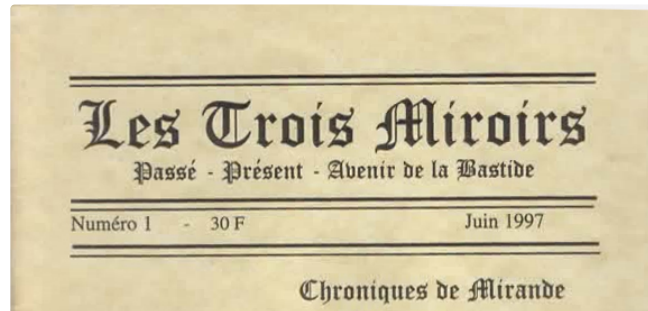 Les Trois Miroirs
Passé - Présent - Avenir de la Bastide
Numéro 1 - 30 F Juin 1997
Chroniques de Mirande